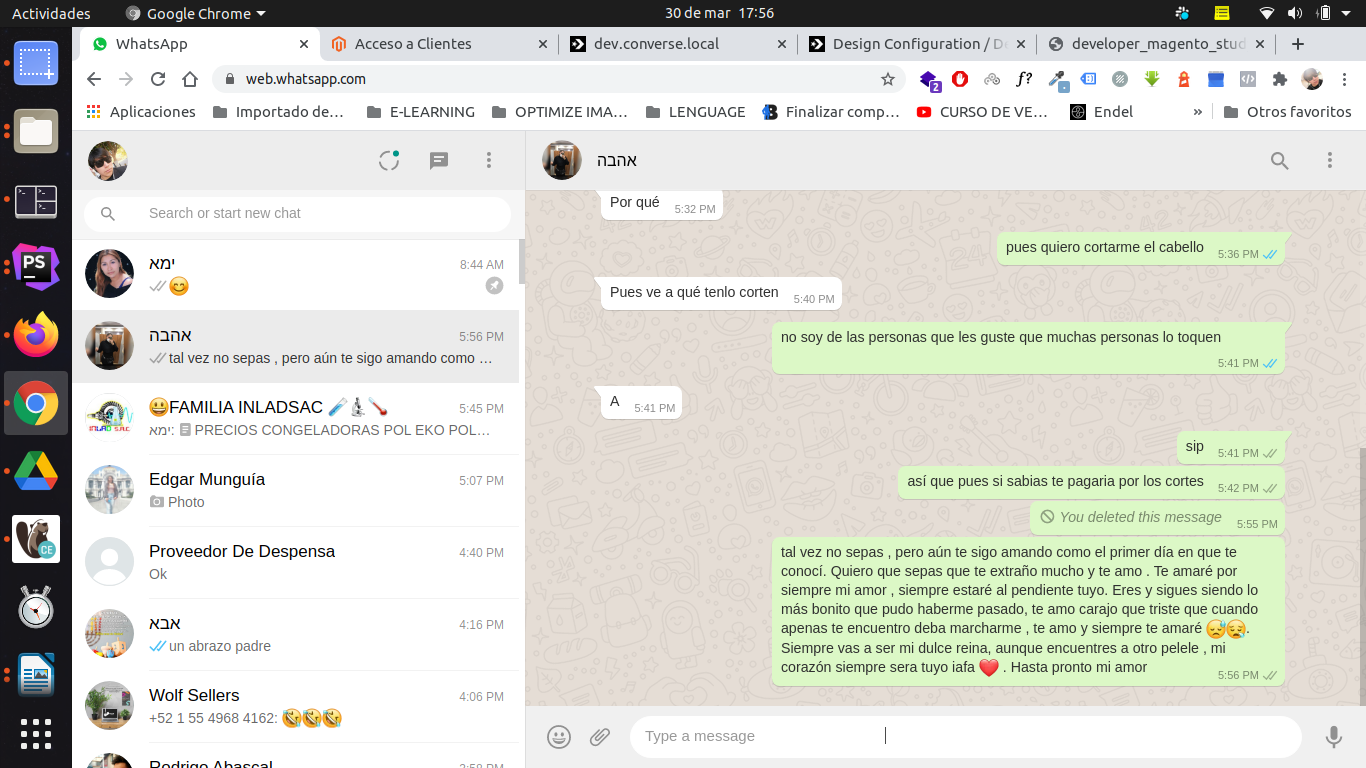 Actividades
Google Chrome
30 de mar 17:56
WhatsApp
Acceso a Clientes
dev.converse.local
Design Configuration / De
developer_magento_stud
web.whatsapp.com
2
f?
Aplicaciones
Importado de…
E-LEARNING
OPTIMIZE IMA…
LENGUAGE
Finalizar comp…
CURSO DE VE…
Endel
»
Otros favoritos
PS
CE
Search or start new chat
ימא
8:44 AM
😊
אהבה
5:56 PM
tal vez no sepas , pero aún te sigo amando como …
😃FAMILIA INLADSAC 🧪🔬🌡️
5:45 PM
ימא: PRECIOS CONGELADORAS POL EKO POL…
INLAD S.A.C.
Edgar Munguía
5:07 PM
Photo
Proveedor De Despensa
4:40 PM
Ok
אבא
4:16 PM
un abrazo padre
Wolf Sellers
4:06 PM
+52 1 55 4968 4162: 🤣🤣🤣
Rodrigo Abascal
3:58 PM
אהבה
Por qué
5:32 PM
pues quiero cortarme el cabello
5:36 PM
Pues ve a qué tenlo corten
5:40 PM
no soy de las personas que les guste que muchas personas lo toquen
5:41 PM
A
5:41 PM
sip
5:41 PM
así que pues si sabias te pagaria por los cortes
5:42 PM
You deleted this message
5:55 PM
tal vez no sepas , pero aún te sigo amando como el primer día en que te
conocí. Quiero que sepas que te extraño mucho y te amo . Te amaré por
siempre mi amor , siempre estaré al pendiente tuyo. Eres y sigues siendo lo
más bonito que pudo haberme pasado, te amo carajo que triste que cuando
apenas te encuentro deba marcharme , te amo y siempre te amaré 😓😥.
Siempre vas a ser mi dulce reina, aunque encuentres a otro pelele , mi
corazón siempre sera tuyo iafa ❤️ . Hasta pronto mi amor
5:56 PM
Type a message